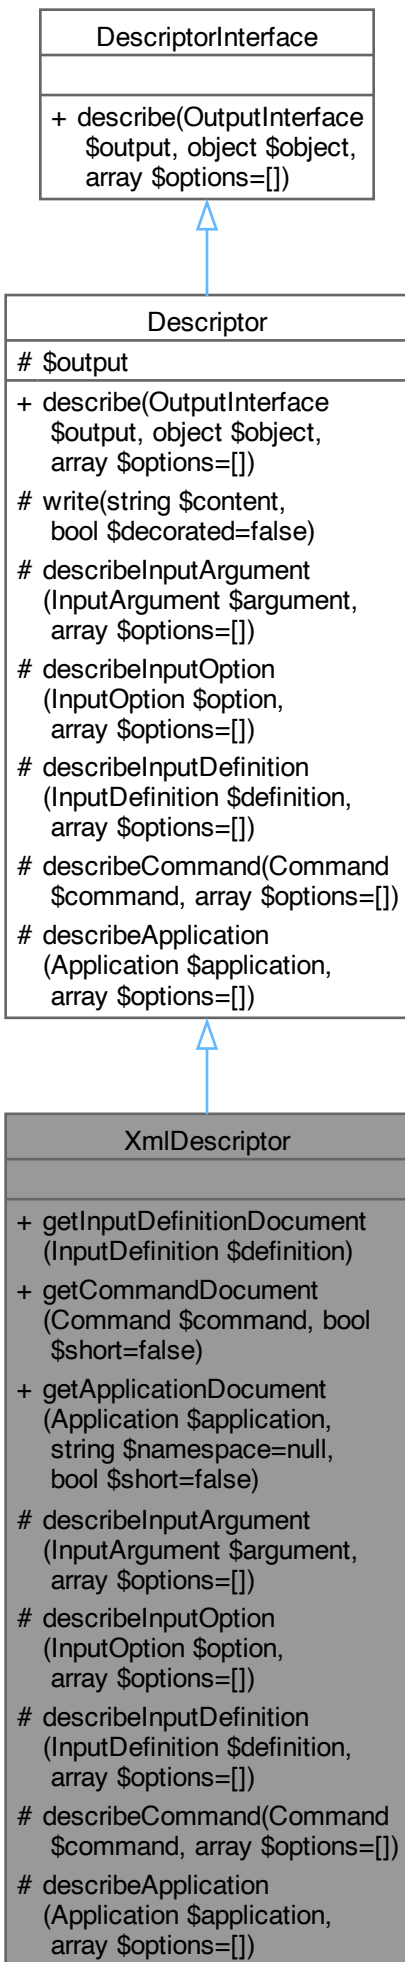 DescriptorInterface
+ describe(OutputInterface
$output, object $object,
array $options=[])
Descriptor
# $output
+ describe(OutputInterface
$output, object $object,
array $options=[])
# write(string $content,
bool $decorated=false)
# describeInputArgument
(InputArgument $argument,
array $options=[])
# describeInputOption
(InputOption $option,
array $options=[])
# describeInputDefinition
(InputDefinition $definition,
array $options=[])
# describeCommand(Command
$command, array $options=[])
# describeApplication
(Application $application,
array $options=[])
XmlDescriptor
+ getInputDefinitionDocument
(InputDefinition $definition)
+ getCommandDocument
(Command $command, bool
$short=false)
+ getApplicationDocument
(Application $application,
string $namespace=null,
bool $short=false)
# describeInputArgument
(InputArgument $argument,
array $options=[])
# describeInputOption
(InputOption $option,
array $options=[])
# describeInputDefinition
(InputDefinition $definition,
array $options=[])
# describeCommand(Command
$command, array $options=[])
# describeApplication
(Application $application,
array $options=[])